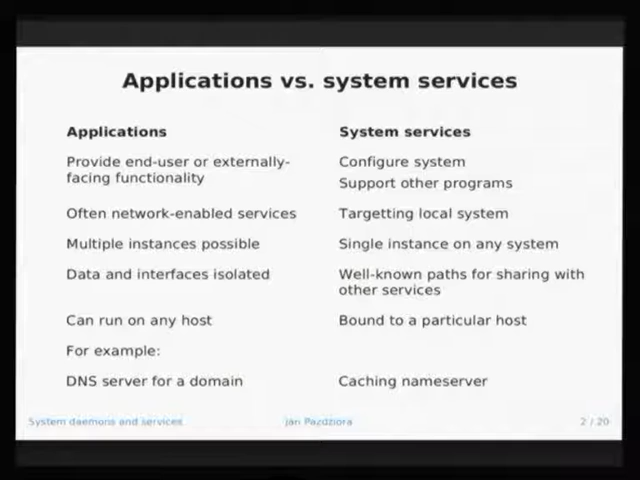 Applications vs. system services
Applications
System services
Provide end-user or externally-
facing functionality
Configure system
Support other programs
Often network-enabled services
Targetting local system
Multiple instances possible
Single instance on any system
Data and interfaces isolated
Well-known paths for sharing with
other services
Can run on any host
Bound to a particular host
For example:
DNS server for a domain
Caching nameserver
System daemons and services
Jan Pazdziora
2 / 20